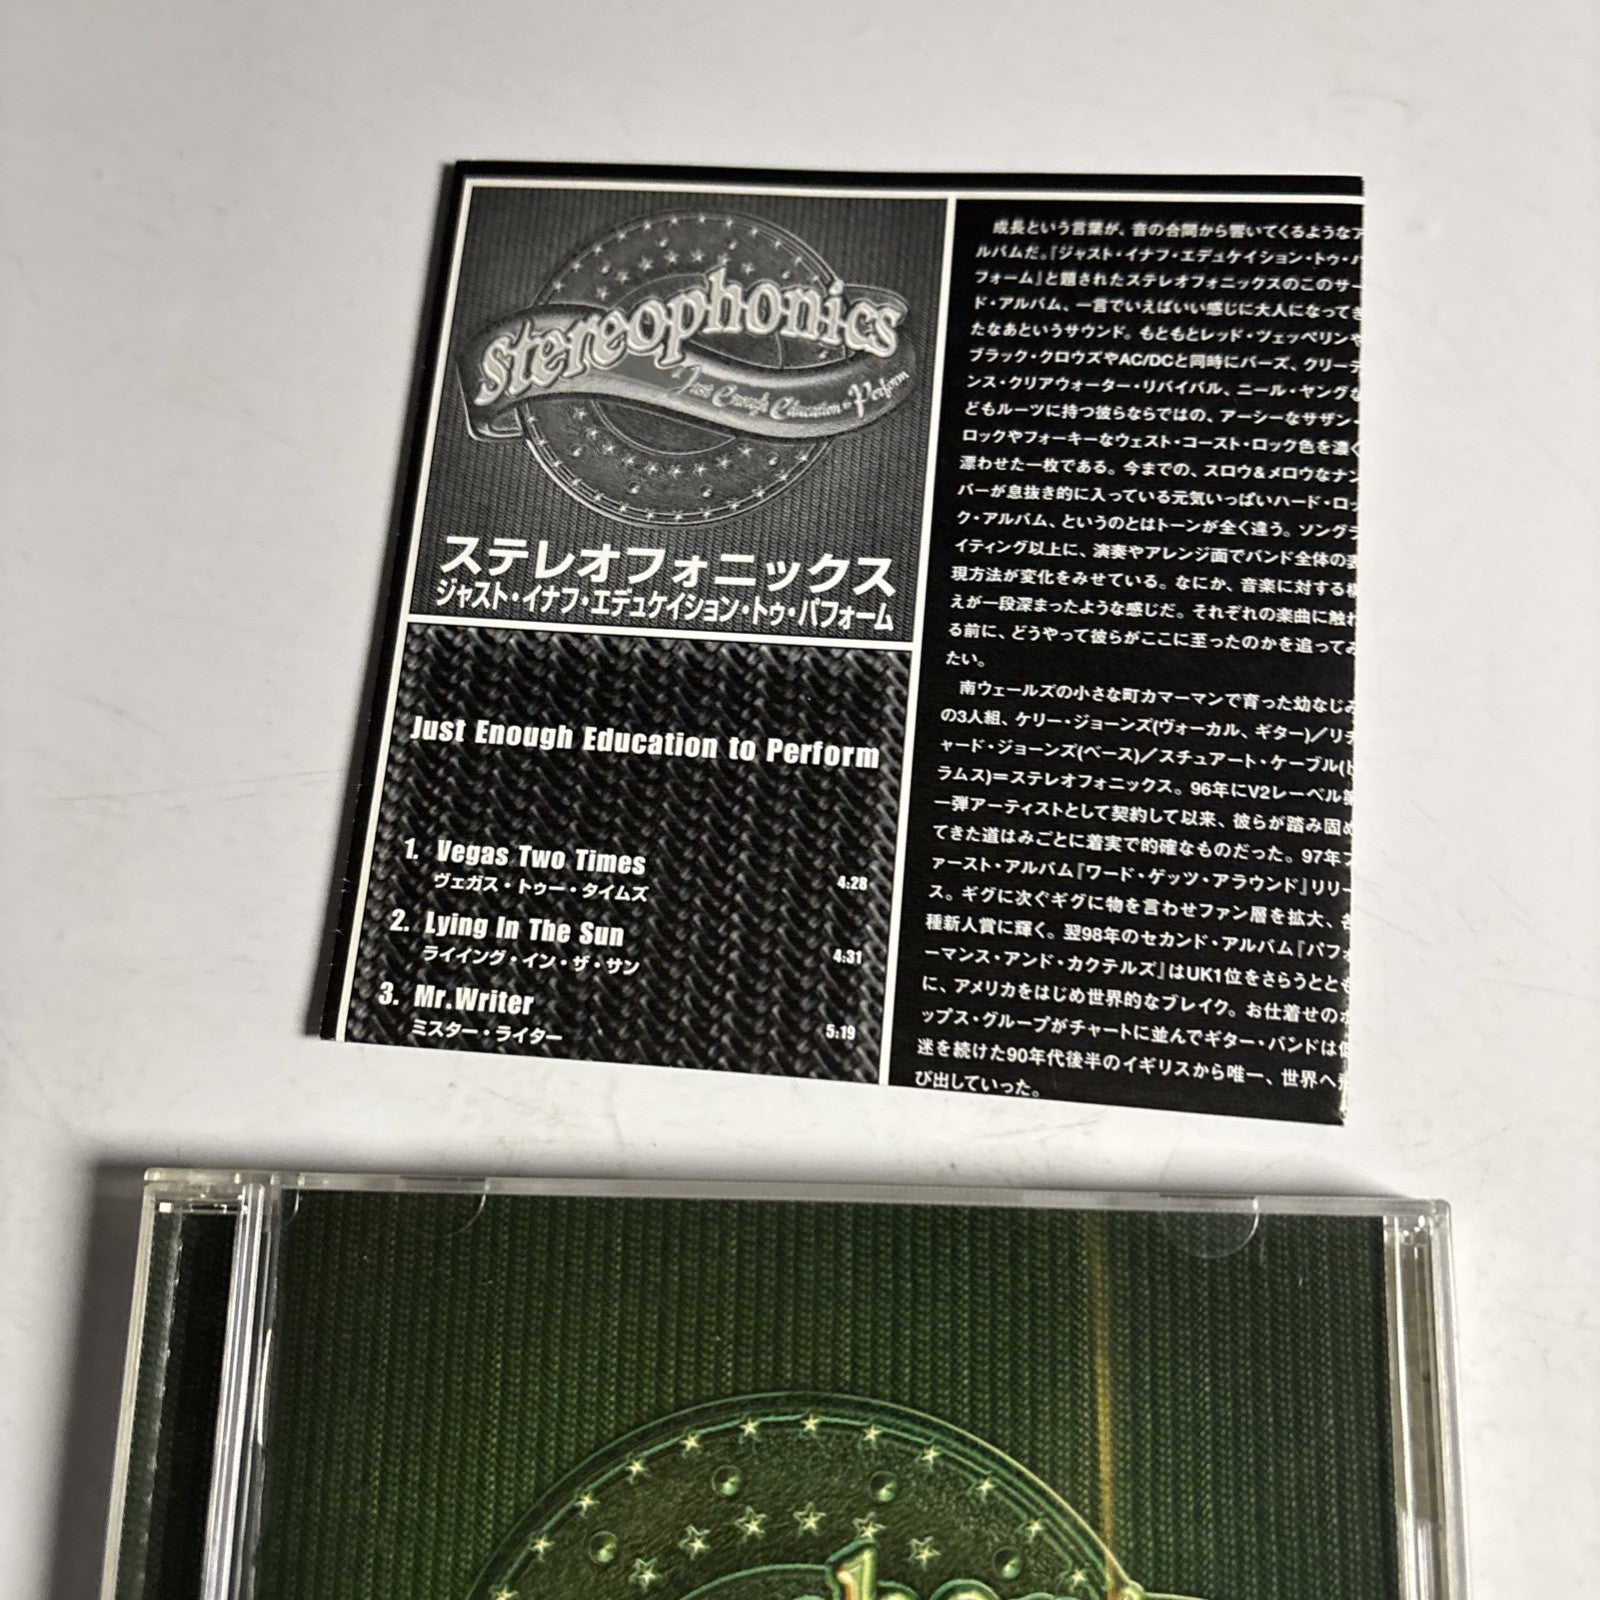 Stereophonics
Just Enough Education to Perform
ステレオフォニックス
ジャスト・イナフ・エデュケイション・トゥ・パフォーム
Just Enough Education to Perform
1. Vegas Two Times
ヴェガス・トゥー・タイムズ 4:28
2. Lying In The Sun
ライイング・イン・ザ・サン 4:31
3. Mr.Writer
ミスター・ライター 5:19
成長という言葉が、音の合間から響いてくるようなア
ルバムだ。『ジャスト・イナフ・エデュケイション・トゥ・パ
フォーム』と題されたステレオフォニックスのこのサー
ド・アルバム、一言でいえばいい感じに大人になってき
たなあというサウンド。もともとレッド・ツェッペリンや
ブラック・クロウズやAC/DCと同時にバーズ、クリーデ
ンス・クリアウォーター・リバイバル、ニール・ヤングな
どもルーツに持つ彼らならではの、アーシーなサザン・
ロックやフォーキーなウェスト・コースト・ロック色を濃く
漂わせた一枚である。今までの、スロウ&メロウなナン
バーが息抜き的に入っている元気いっぱいハード・ロッ
ク・アルバム、というのとはトーンが全く違う。ソングラ
イティング以上に、演奏やアレンジ面でバンド全体の表
現方法が変化をみせている。なにか、音楽に対する構
えが一段深まったような感じだ。それぞれの楽曲に触れ
る前に、どうやって彼らがここに至ったのかを追ってみ
たい。
南ウェールズの小さな町カマーマンで育った幼なじみ
の3人組、ケリー・ジョーンズ(ヴォーカル、ギター)／リチ
ャード・ジョーンズ(ベース)／スチュアート・ケーブル(ド
ラムス)＝ステレオフォニックス。96年にV2レーベル第
一弾アーティストとして契約して以来、彼らが踏み固め
てきた道はみごとに着実で的確なものだった。97年フ
ァースト・アルバム『ワード・ゲッツ・アラウンド』リリー
ス。ギグに次ぐギグに物を言わせファン層を拡大、各
種新人賞に輝く。翌98年のセカンド・アルバム『パフォ
ーマンス・アンド・カクテルズ』はUK1位をさらうととも
に、アメリカをはじめ世界的なブレイク。お仕着せのポ
ップス・グループがチャートに並んでギター・バンドは低
迷を続けた90年代後半のイギリスから唯一、世界へ飛
び出していった。